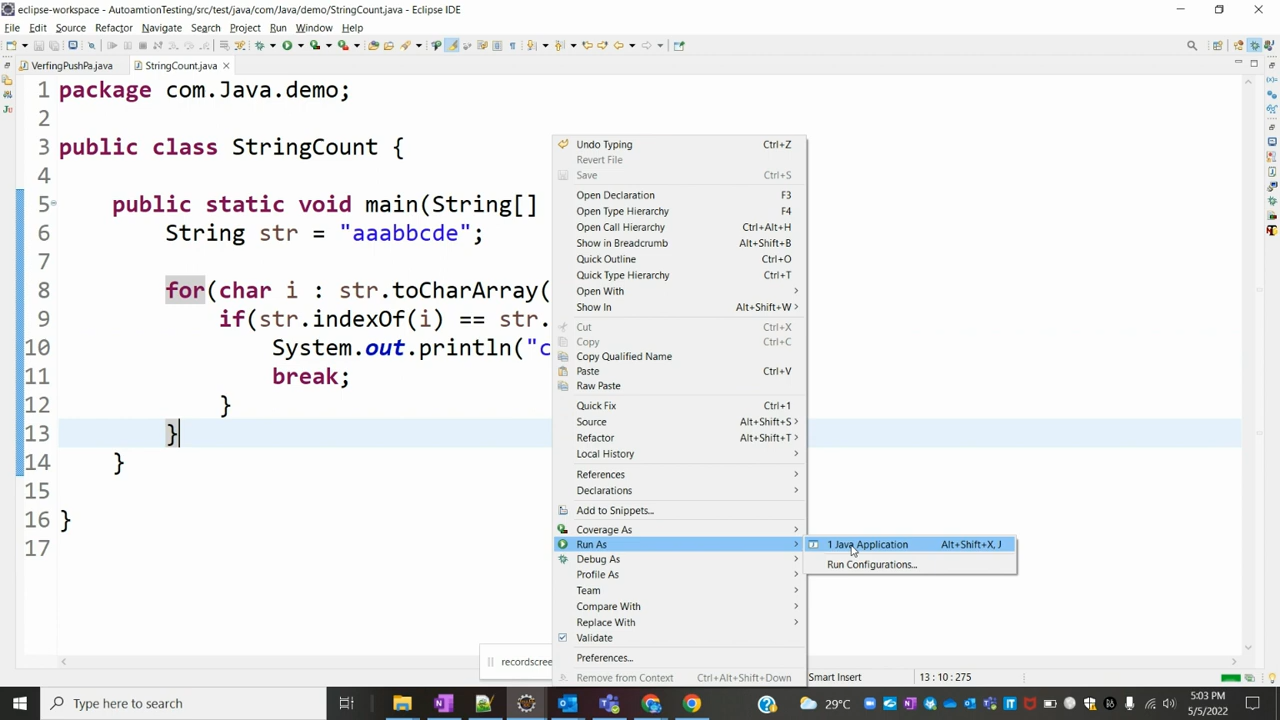 eclipse-workspace - AutoamtionTesting/src/test/java/com/Java/demo/StringCount.java - Eclipse IDE
File Edit Source Refactor Navigate Search Project Run Window Help
VerfingPushPa.java StringCount.java
1 package com.Java.demo;
2
3 public class StringCount {
4
5 public static void main(String[]
6 String str = "aaabbcde";
7
8 for(char i : str.toCharArray(
9 if(str.indexOf(i) == str.
10 System.out.println("c
11 break;
12 }
13 }
14 }
15
16 }
17
Undo Typing Ctrl+Z
Revert File
Save Ctrl+S
Open Declaration F3
Open Type Hierarchy F4
Open Call Hierarchy Ctrl+Alt+H
Show in Breadcrumb Alt+Shift+B
Quick Outline Ctrl+O
Quick Type Hierarchy Ctrl+T
Open With
Show In Alt+Shift+W
Cut Ctrl+X
Copy Ctrl+C
Copy Qualified Name
Paste Ctrl+V
Raw Paste
Quick Fix Ctrl+1
Source Alt+Shift+S
Refactor Alt+Shift+T
Local History
References
Declarations
Add to Snippets...
Coverage As
Run As
Debug As
Profile As
Team
Compare With
Replace With
Validate
Preferences...
Remove from Context Ctrl+Alt+Shift+Down
1 Java Application Alt+Shift+X, J
Run Configurations...
recordscree
Smart Insert 13 : 10 : 275
Type here to search
29°C
5:03 PM
5/5/2022